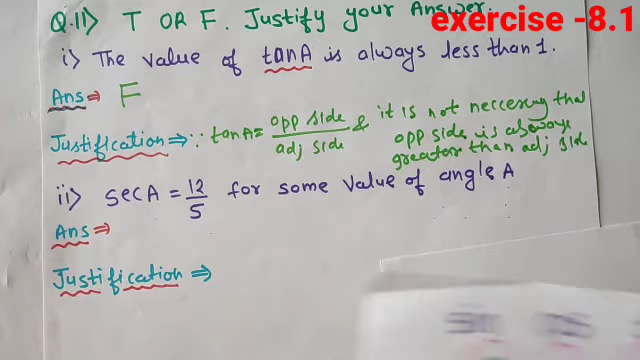 Q.11) T OR F. Justify your Answer.
exercise -8.1
i) The value of tanA is always less than 1.
Ans ⇒ F
Justification ⇒ ∵ tanA = opp side / adj side & it is not neccesary that
opp side is always
greater than adj side
ii) secA = 12/5 for some value of angle A
Ans ⇒
Justification ⇒